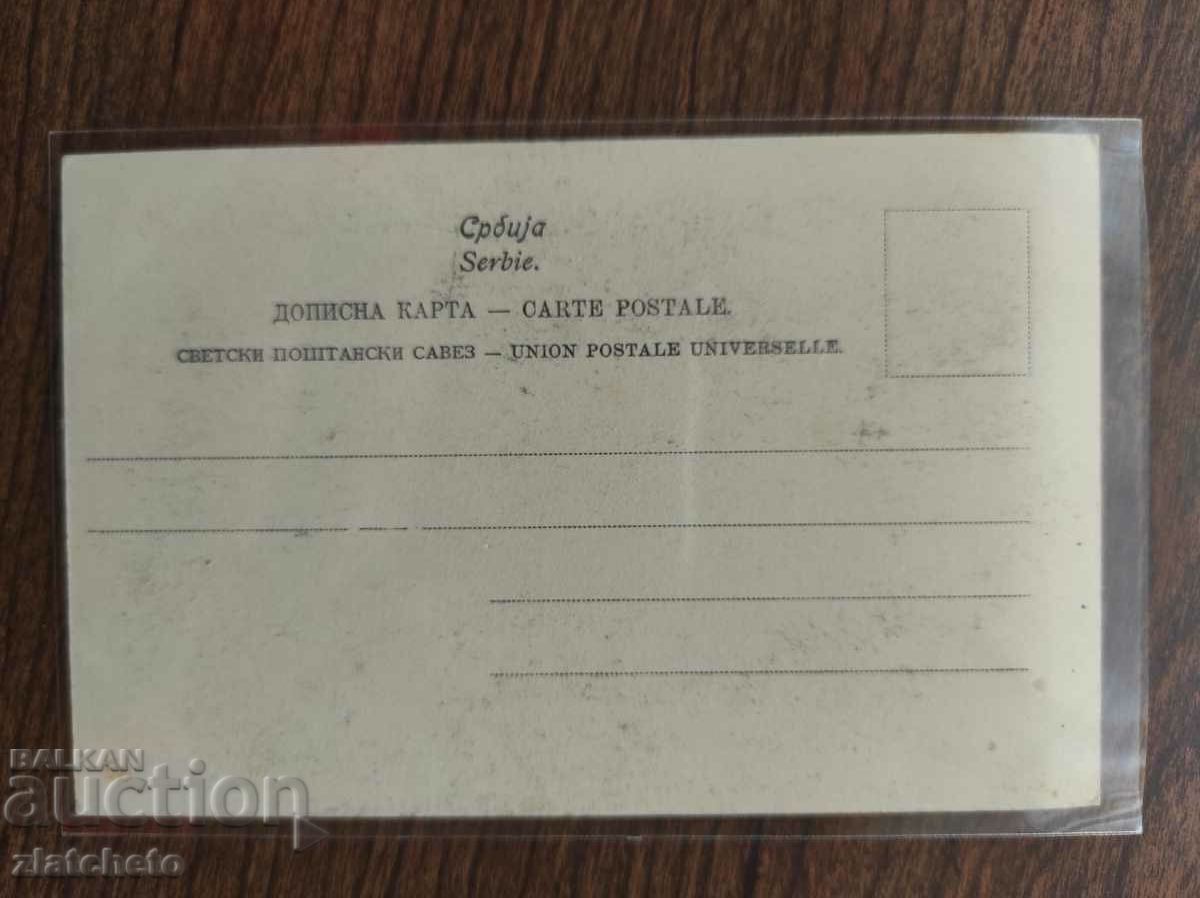 Србија
Serbie.
ДОПИСНА КАРТА — CARTE POSTALE.
СВЕТСКИ ПОШТАНСКИ САВЕЗ — UNION POSTALE UNIVERSELLE.
BALKAN
auction
zlatcheto